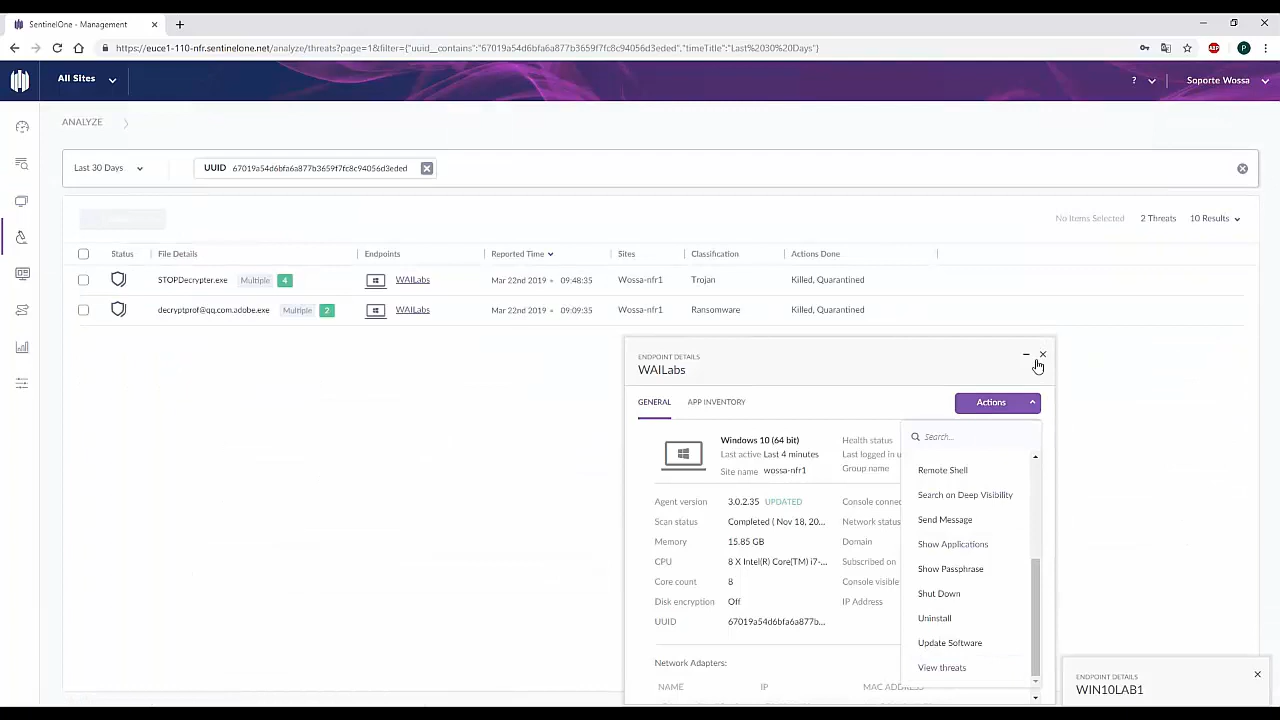 SentinelOne - Management
https://euce1-110-nfr.sentinelone.net/analyze/threats?page=1&filter={"uuid__contains":"67019a54d6bfa6a877b3659f7fc8c94056d3eded","timeTitle":"Last%2030%20Days"}
ABP
P
All Sites
?
Soporte Wossa
ANALYZE
Last 30 Days
UUID 67019a54d6bfa6a877b3659f7fc8c94056d3eded
No Items Selected 2 Threats 10 Results
Status File Details Endpoints Reported Time Sites Classification Actions Done
STOPDecrypter.exe Multiple 4 WAILabs Mar 22nd 2019 • 09:48:35 Wossa-nfr1 Trojan Killed, Quarantined
decryptprof@qq.com.adobe.exe Multiple 2 WAILabs Mar 22nd 2019 • 09:09:35 Wossa-nfr1 Ransomware Killed, Quarantined
ENDPOINT DETAILS
WAILabs
GENERAL APP INVENTORY Actions
Windows 10 (64 bit)
Last active Last 4 minutes
Site name wossa-nfr1
Health status
Last logged in u
Group name
Agent version 3.0.2.35 UPDATED Console connec
Scan status Completed ( Nov 18, 20... Network status
Memory 15.85 GB Domain
CPU 8 X Intel(R) Core(TM) i7-... Subscribed on
Core count 8 Console visible
Disk encryption Off IP Address
UUID 67019a54d6bfa6a877b...
Network Adapters:
NAME IP MAC ADDRESS
Search...
Remote Shell
Search on Deep Visibility
Send Message
Show Applications
Show Passphrase
Shut Down
Uninstall
Update Software
View threats
ENDPOINT DETAILS
WIN10LAB1